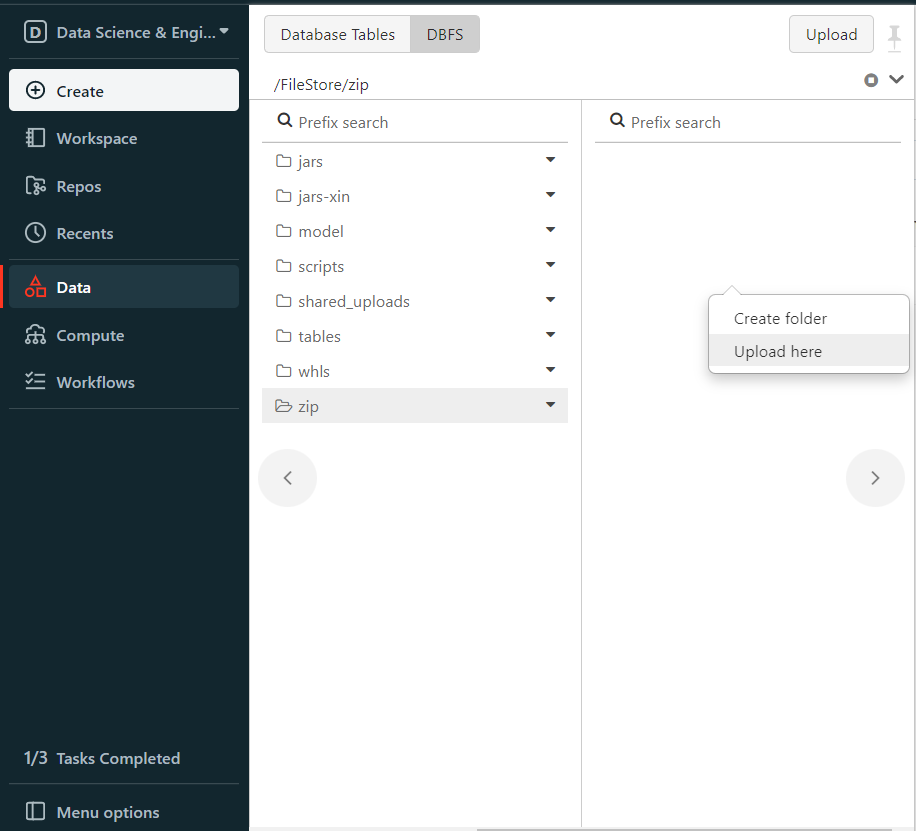 D Data Science & Engi...
Create
Workspace
Repos
Recents
Data
Compute
Workflows
1/3 Tasks Completed
Menu options
Database Tables
DBFS
Upload
/FileStore/zip
Prefix search
jars
jars-xin
model
scripts
shared_uploads
tables
whls
zip
Prefix search
Create folder
Upload here